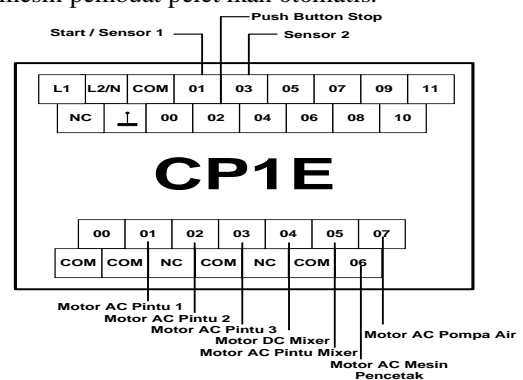 mesin pembuat pelet ikan otomatis.
Push Button Stop
Start / Sensor 1
Sensor 2
L1 L2/N COM 01 03 05 07 09 11
NC 00 02 04 06 08 10
CP1E
00 01 02 03 04 05 07
COM COM NC COM NC COM 06
Motor AC Pintu 1
Motor AC Pintu 2
Motor AC Pintu 3
Motor DC Mixer
Motor AC Pompa Air
Motor AC Pintu Mixer
Motor AC Mesin
Pencetak